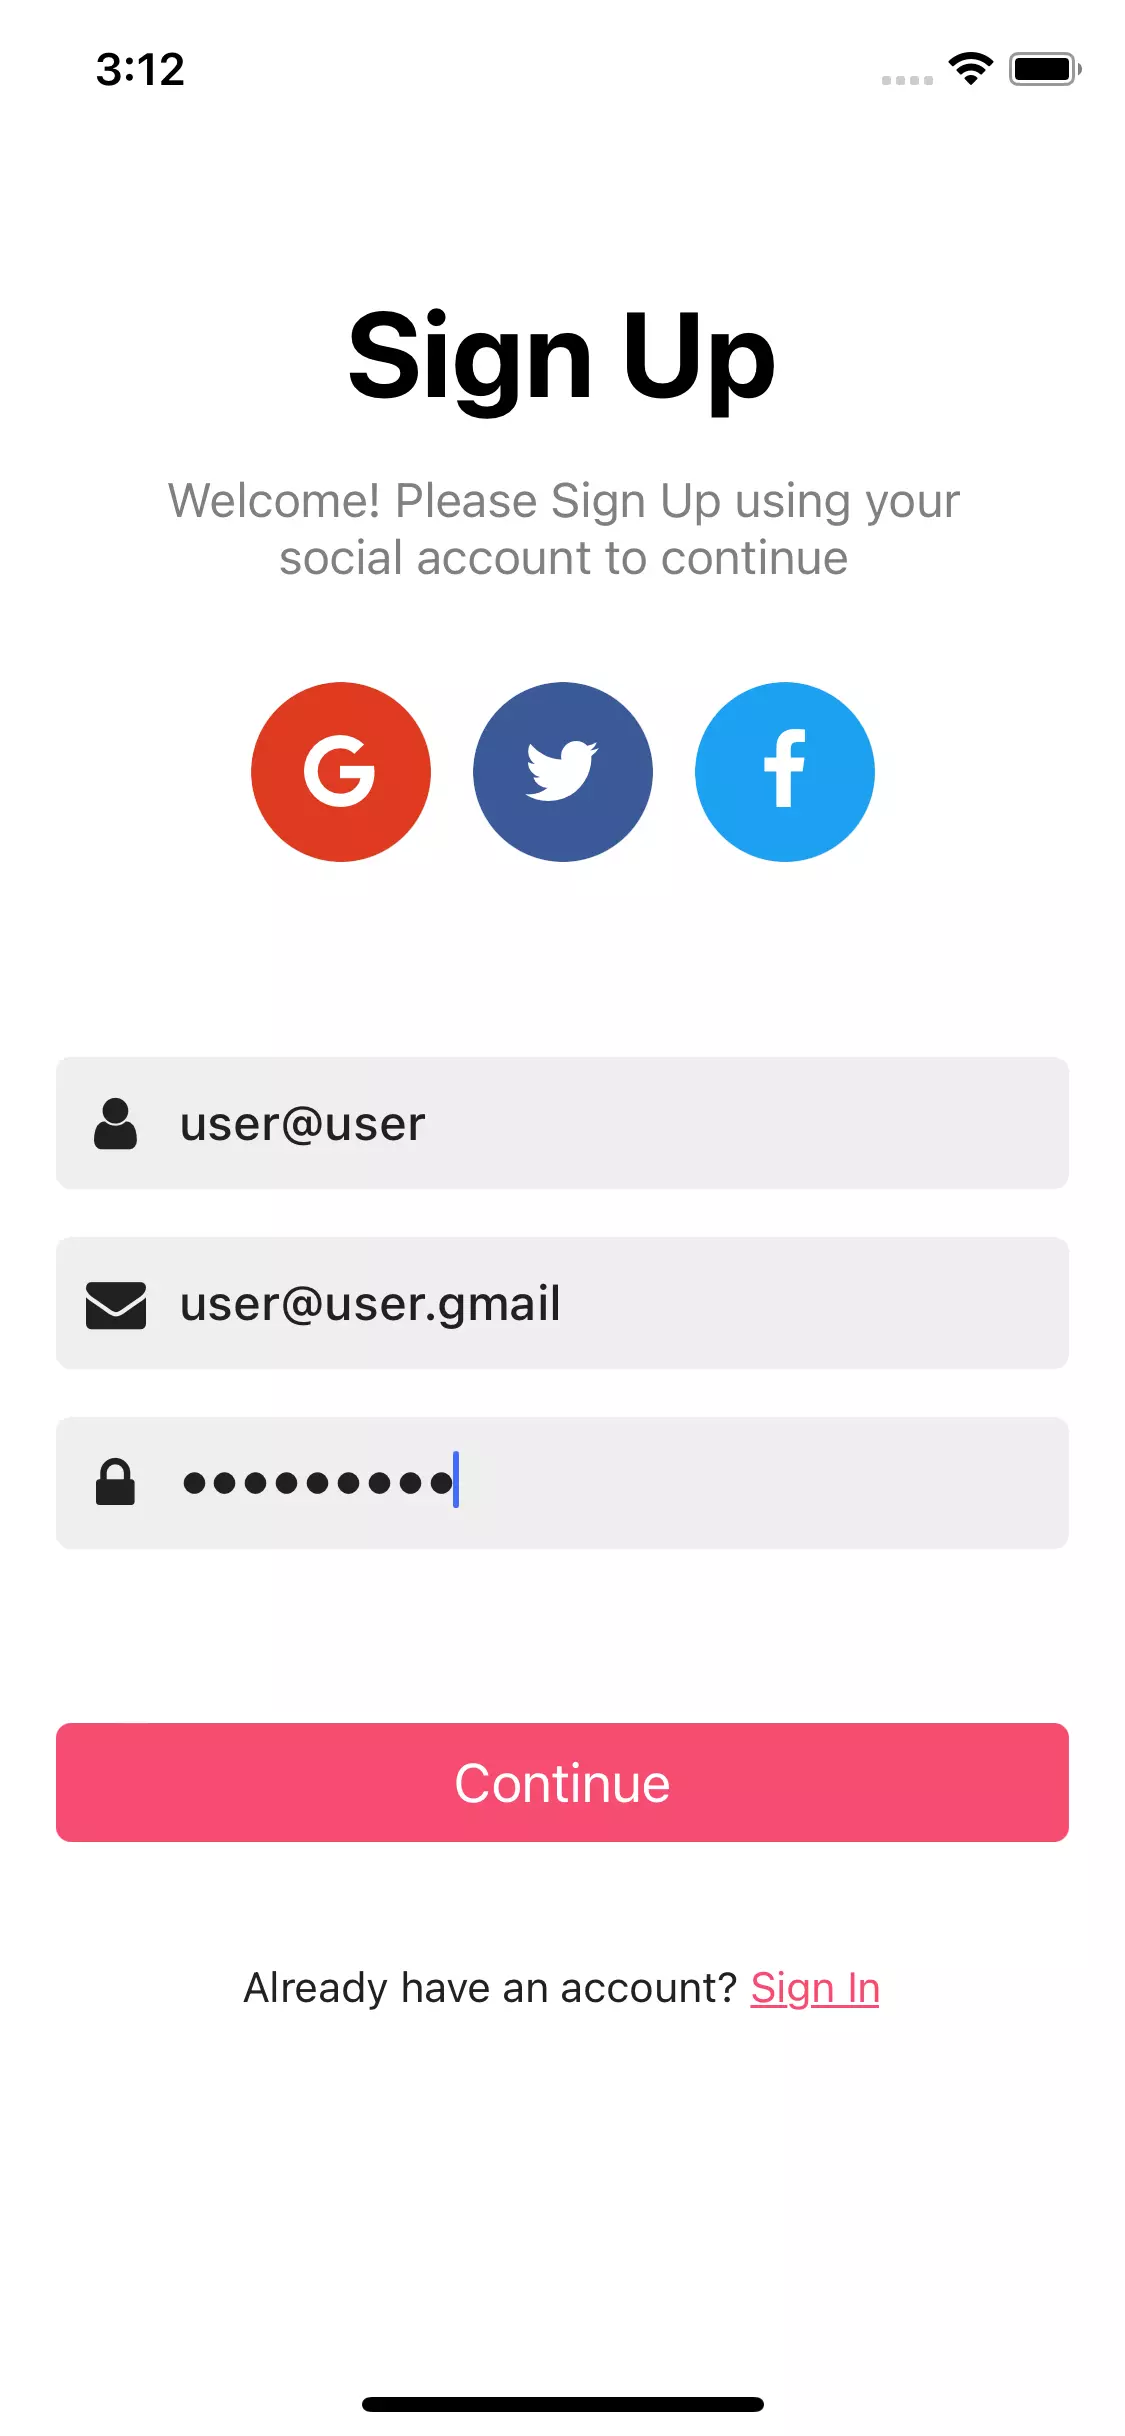 3:12
Sign Up
Welcome! Please Sign Up using your
social account to continue
user@user
user@user.gmail
•••••••••
Continue
Already have an account? Sign In